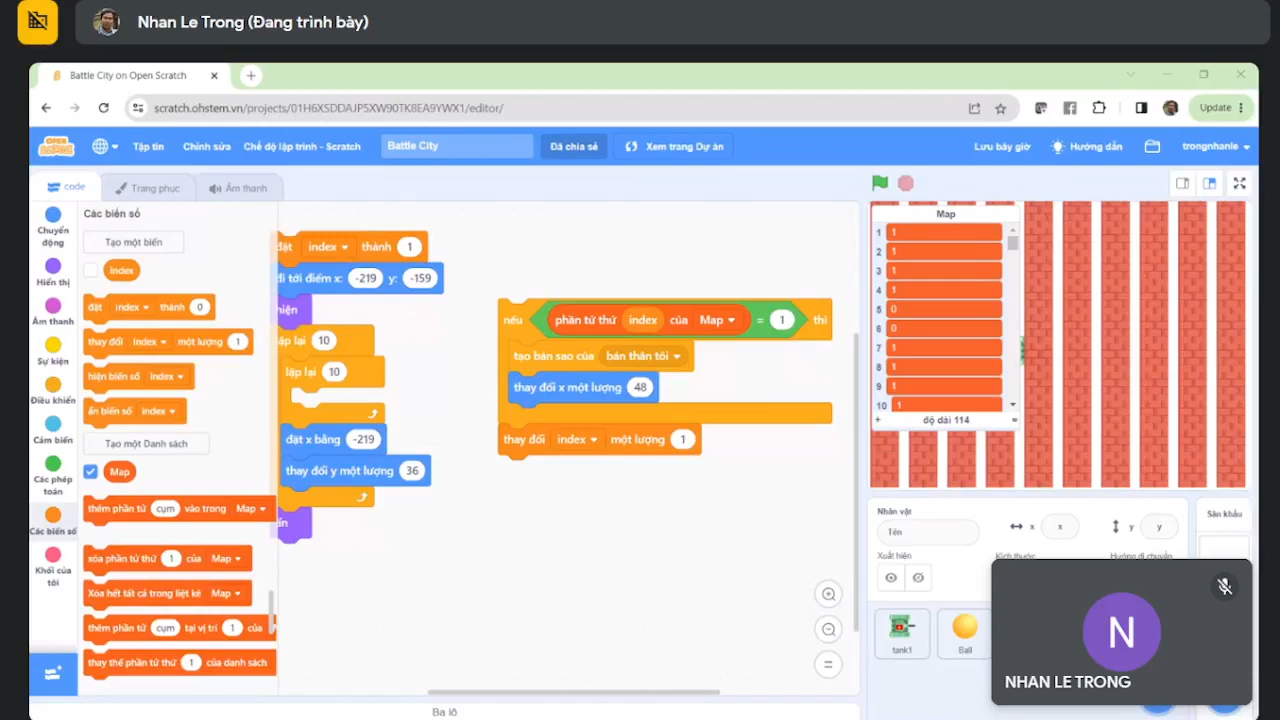 Nhan Le Trong (Đang trình bày)
Battle City on Open Scratch
scratch.ohstem.vn/projects/01H6XSDDAJP5XW90TK8EA9YWX1/editor/
Update
OPEN
Tập tin
Chỉnh sửa
Chế độ lập trình - Scratch
Battle City
Đã chia sẻ
Xem trang Dự án
Lưu bây giờ
Hướng dẫn
trongnhanle
code
Trang phục
Âm thanh
Chuyển động
Hiển thị
Âm thanh
Sự kiện
Điều khiển
Cảm biến
Các phép toán
Các biến số
Khối của tôi
Các biến số
Tạo một biến
index
đặt index thành 0
thay đổi index một lượng 1
hiện biến số index
ẩn biến số index
Tạo một Danh sách
Map
thêm phần tử cụm vào trong Map
xóa phần tử thứ 1 của Map
Xóa hết tất cả trong liệt kê Map
thêm phần tử cụm tại vị trí 1 của
thay thế phần tử thứ 1 của danh sách
đặt index thành 1
đi tới điểm x: -219 y: -159
hiện
lặp lại 10
lặp lại 10
đặt x bằng -219
thay đổi y một lượng 36
ẩn
nếu phần tử thứ index của Map = 1 thì
tạo bản sao của bản thân tôi
thay đổi x một lượng 48
thay đổi index một lượng 1
Map
1 1
2 1
3 1
4 1
5 0
6 0
7 1
8 1
9 1
10 1
+ độ dài 114 =
Nhân vật
Tên
x x
y y
Xuất hiện
Kích thước
Hướng di chuyển
Sân khấu
tank1
Ball
N
NHAN LE TRONG
Ba lô